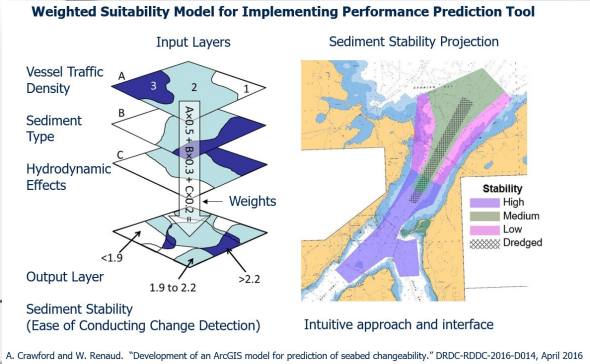 Weighted Suitability Model for Implementing Performance Prediction Tool
Input Layers
Vessel Traffic
Density
A
3
2
1
Sediment
Type
B
Hydrodynamic
Effects
C
A×0.5 + B×0.3 + C×0.2 =
Weights
<1.9
1.9 to 2.2
>2.2
Output Layer
Sediment Stability
(Ease of Conducting Change Detection)
Sediment Stability Projection
Stability
High
Medium
Low
Dredged
Intuitive approach and interface
A. Crawford and W. Renaud. "Development of an ArcGIS model for prediction of seabed changeability." DRDC-RDDC-2016-D014, April 2016